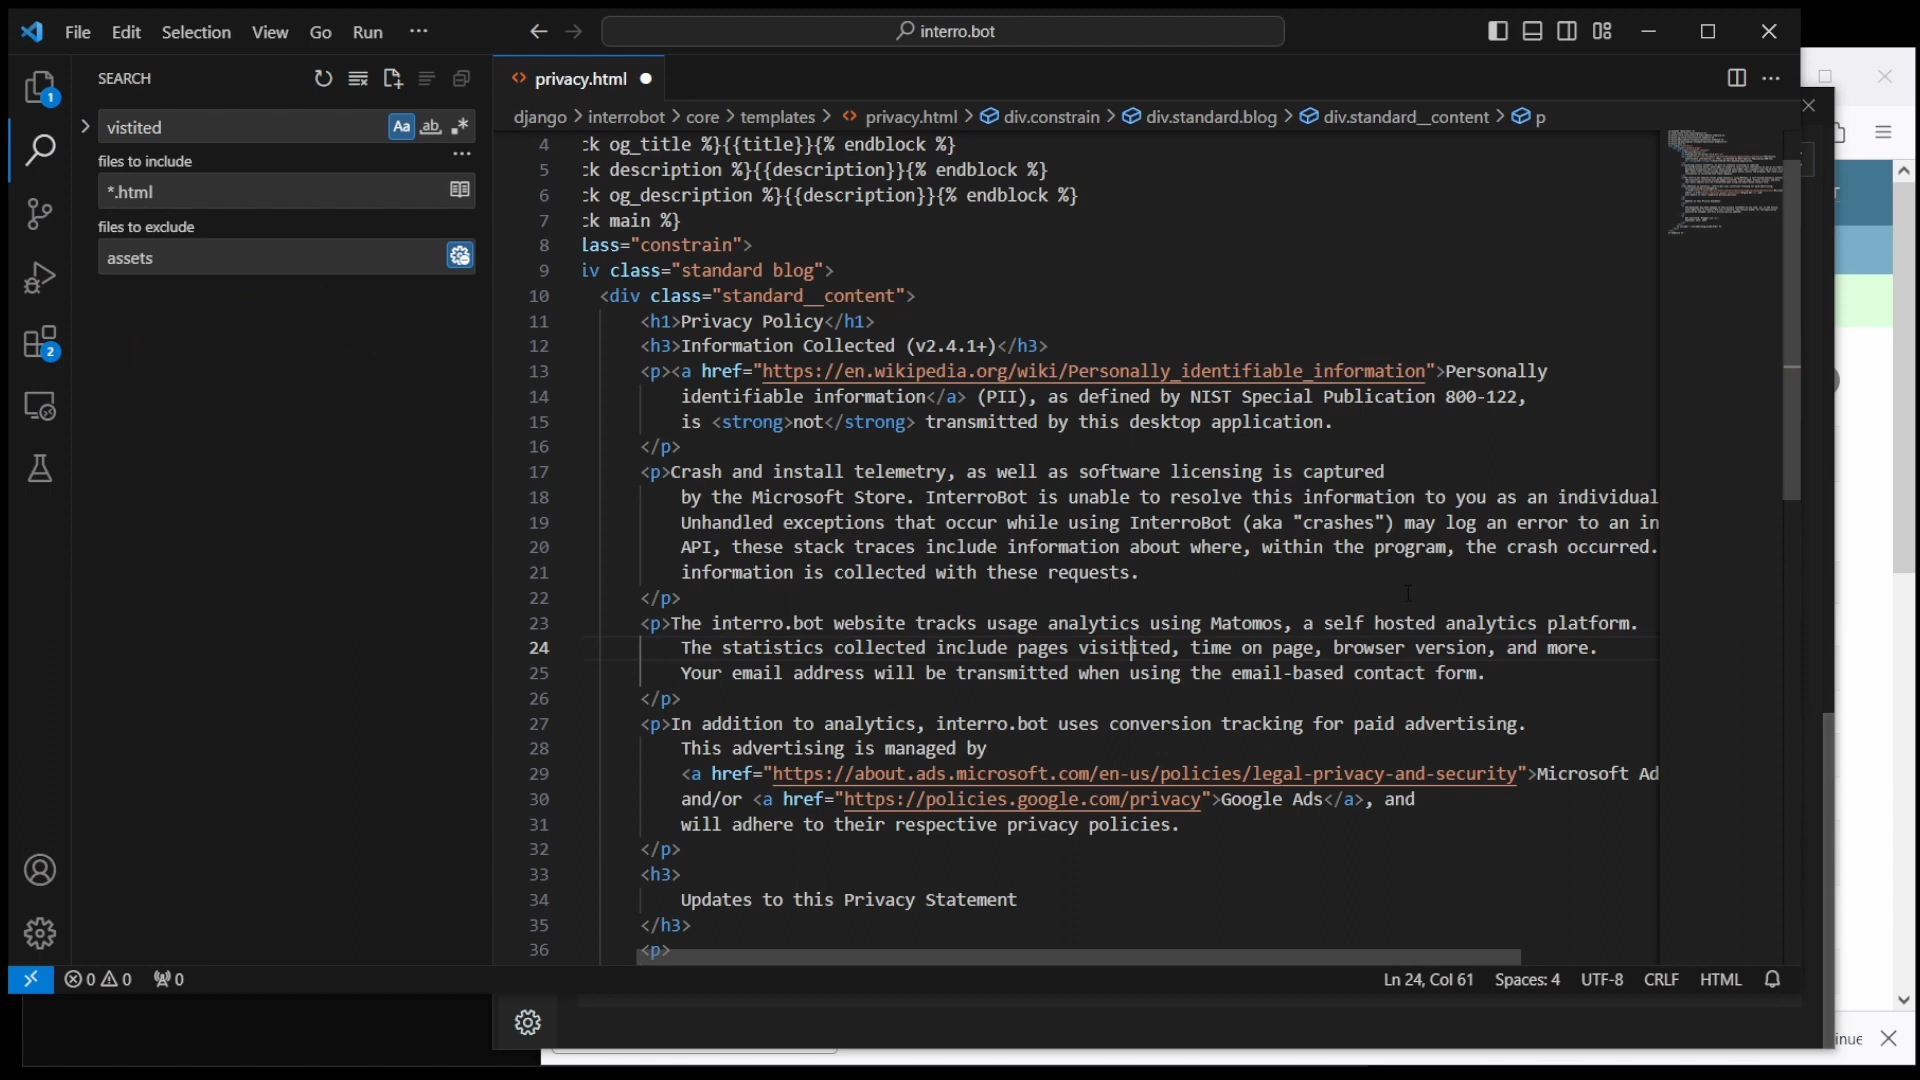 File Edit Selection View Go Run ··· interro.bot
SEARCH
privacy.html
vistited Aa ab .*
files to include
*.html
files to exclude
assets
1
2
django > interrobot > core > templates > privacy.html > div.constrain > div.standard.blog > div.standard__content > p
4 ck og_title %}{{title}}{% endblock %}
5 ck description %}{{description}}{% endblock %}
6 ck og_description %}{{description}}{% endblock %}
7 ck main %}
8 lass="constrain">
9 iv class="standard blog">
10 <div class="standard__content">
11 <h1>Privacy Policy</h1>
12 <h3>Information Collected (v2.4.1+)</h3>
13 <p><a href="https://en.wikipedia.org/wiki/Personally_identifiable_information">Personally
14 identifiable information</a> (PII), as defined by NIST Special Publication 800-122,
15 is <strong>not</strong> transmitted by this desktop application.
16 </p>
17 <p>Crash and install telemetry, as well as software licensing is captured
18 by the Microsoft Store. InterroBot is unable to resolve this information to you as an individual
19 Unhandled exceptions that occur while using InterroBot (aka "crashes") may log an error to an in
20 API, these stack traces include information about where, within the program, the crash occurred.
21 information is collected with these requests.
22 </p>
23 <p>The interro.bot website tracks usage analytics using Matomos, a self hosted analytics platform.
24 The statistics collected include pages visitited, time on page, browser version, and more.
25 Your email address will be transmitted when using the email-based contact form.
26 </p>
27 <p>In addition to analytics, interro.bot uses conversion tracking for paid advertising.
28 This advertising is managed by
29 <a href="https://about.ads.microsoft.com/en-us/policies/legal-privacy-and-security">Microsoft Ad
30 and/or <a href="https://policies.google.com/privacy">Google Ads</a>, and
31 will adhere to their respective privacy policies.
32 </p>
33 <h3>
34 Updates to this Privacy Statement
35 </h3>
36 <p>
0 0 0 Ln 24, Col 61 Spaces: 4 UTF-8 CRLF HTML
inue